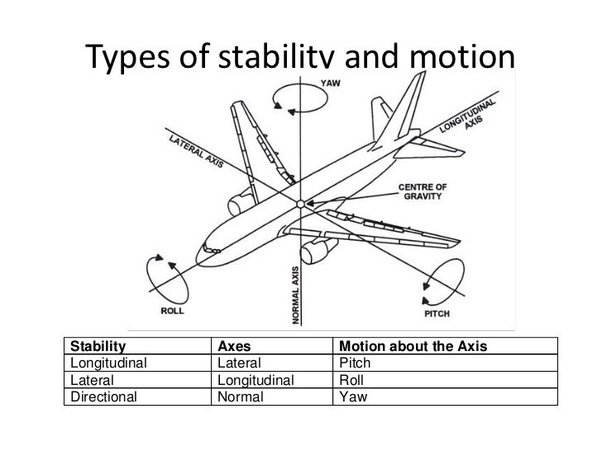 Types of stability and motion
YAW
LONGITUDINAL
AXIS
LATERAL AXIS
CENTRE OF
GRAVITY
NORMAL AXIS
ROLL
PITCH
Stability Axes Motion about the Axis
Longitudinal Lateral Pitch
Lateral Longitudinal Roll
Directional Normal Yaw